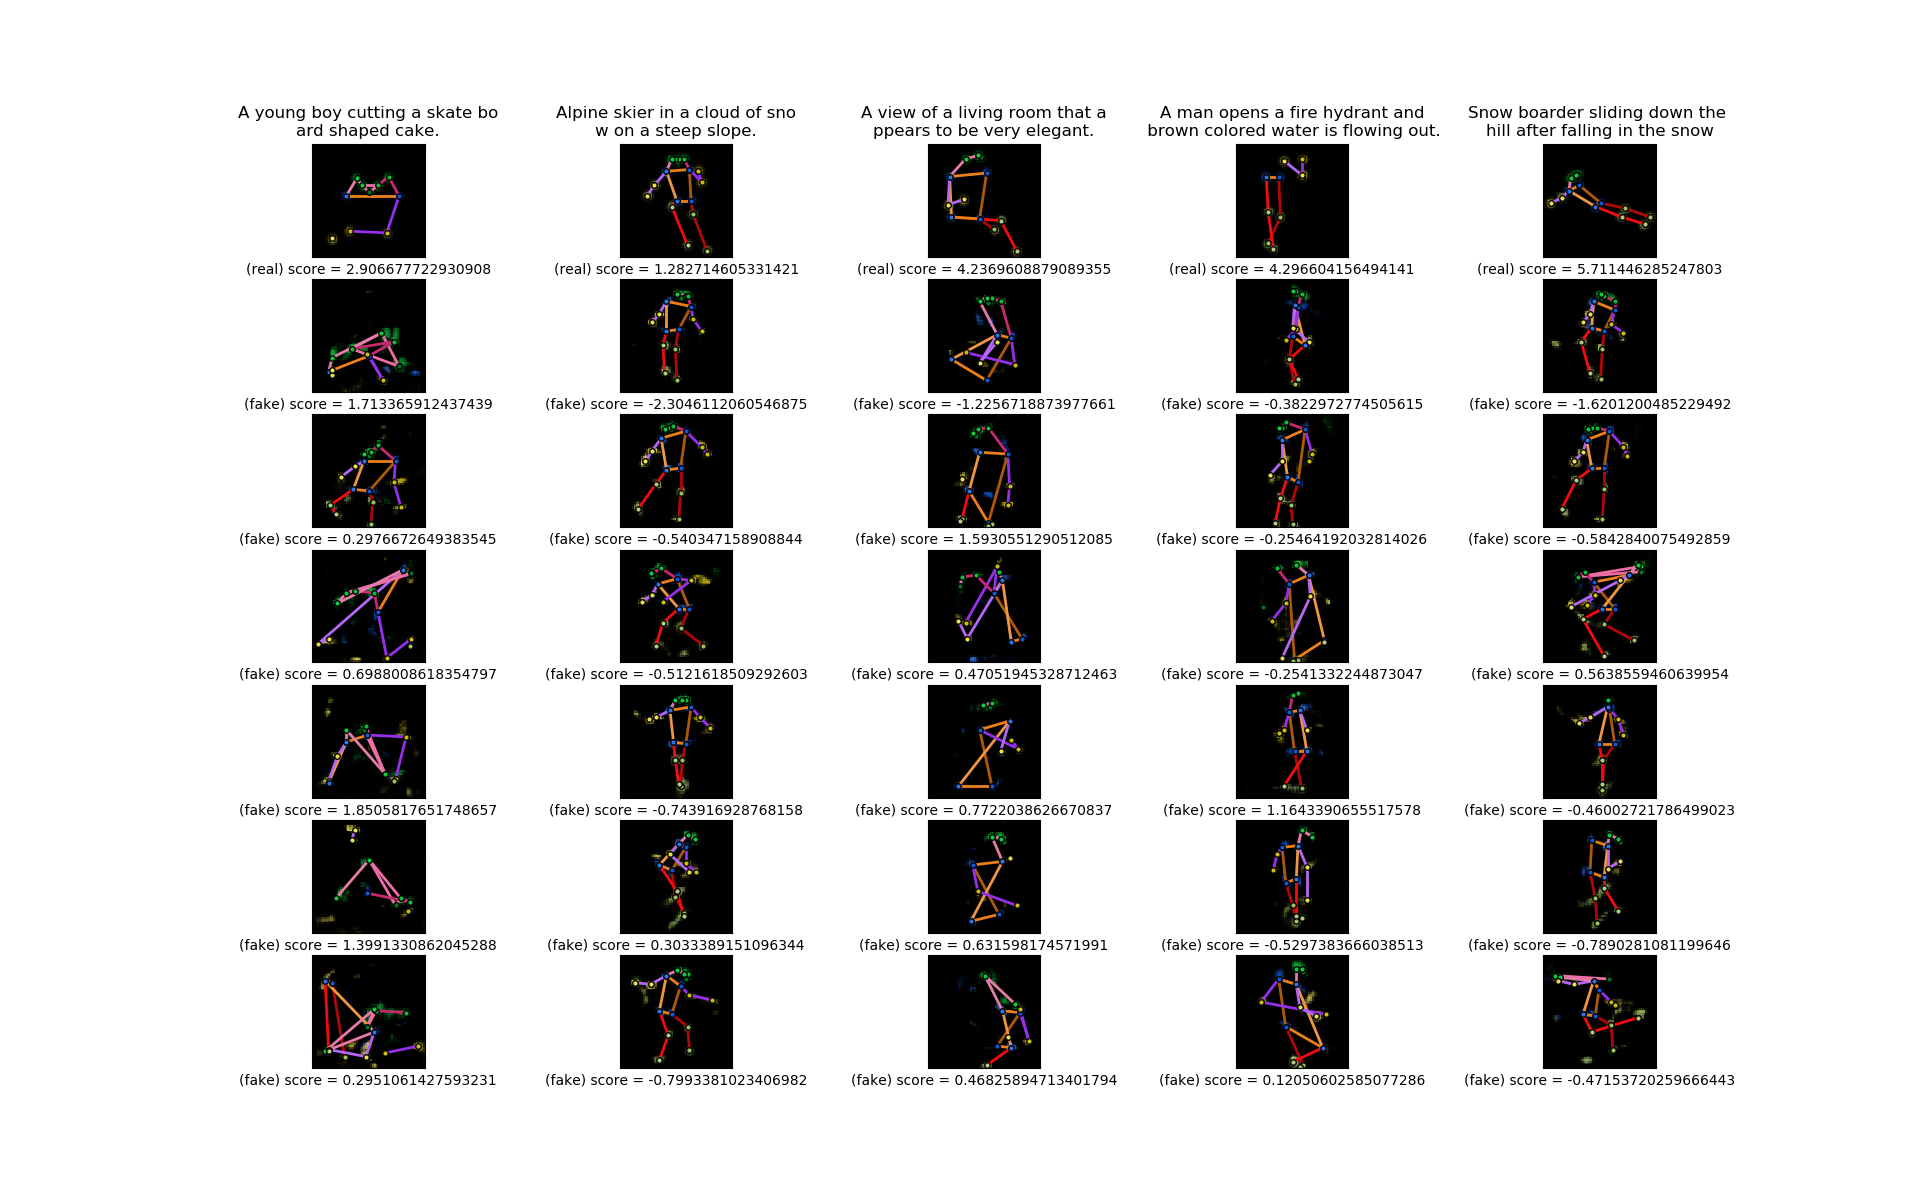 A young boy cutting a skate bo
ard shaped cake.
Alpine skier in a cloud of sno
w on a steep slope.
A view of a living room that a
ppears to be very elegant.
A man opens a fire hydrant and
brown colored water is flowing out.
Snow boarder sliding down the
hill after falling in the snow
(real) score = 2.906677722930908
(real) score = 1.282714605331421
(real) score = 4.2369608879089355
(real) score = 4.296604156494141
(real) score = 5.711446285247803
(fake) score = 1.713365912437439
(fake) score = -2.3046112060546875
(fake) score = -1.2256718873977661
(fake) score = -0.3822972774505615
(fake) score = -1.6201200485229492
(fake) score = 0.2976672649383545
(fake) score = -0.540347158908844
(fake) score = 1.5930551290512085
(fake) score = -0.25464192032814026
(fake) score = -0.5842840075492859
(fake) score = 0.6988008618354797
(fake) score = -0.5121618509292603
(fake) score = 0.47051945328712463
(fake) score = -0.2541332244873047
(fake) score = 0.5638559460639954
(fake) score = 1.8505817651748657
(fake) score = -0.743916928768158
(fake) score = 0.7722038626670837
(fake) score = 1.1643390655517578
(fake) score = -0.46002721786499023
(fake) score = 1.3991330862045288
(fake) score = 0.3033389151096344
(fake) score = 0.631598174571991
(fake) score = -0.5297383666038513
(fake) score = -0.7890281081199646
(fake) score = 0.2951061427593231
(fake) score = -0.7993381023406982
(fake) score = 0.46825894713401794
(fake) score = 0.12050602585077286
(fake) score = -0.47153720259666443